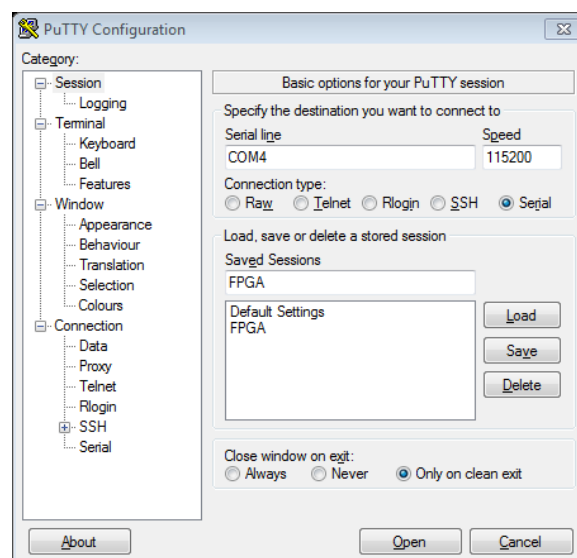 PuTTY Configuration
Category:
Session
Logging
Terminal
Keyboard
Bell
Features
Window
Appearance
Behaviour
Translation
Selection
Colours
Connection
Data
Proxy
Telnet
Rlogin
SSH
Serial
Basic options for your PuTTY session
Specify the destination you want to connect to
Serial line Speed
COM4 115200
Connection type:
Raw Telnet Rlogin SSH Serial
Load, save or delete a stored session
Saved Sessions
FPGA
Default Settings
FPGA
Load
Save
Delete
Close window on exit:
Always Never Only on clean exit
About Open Cancel